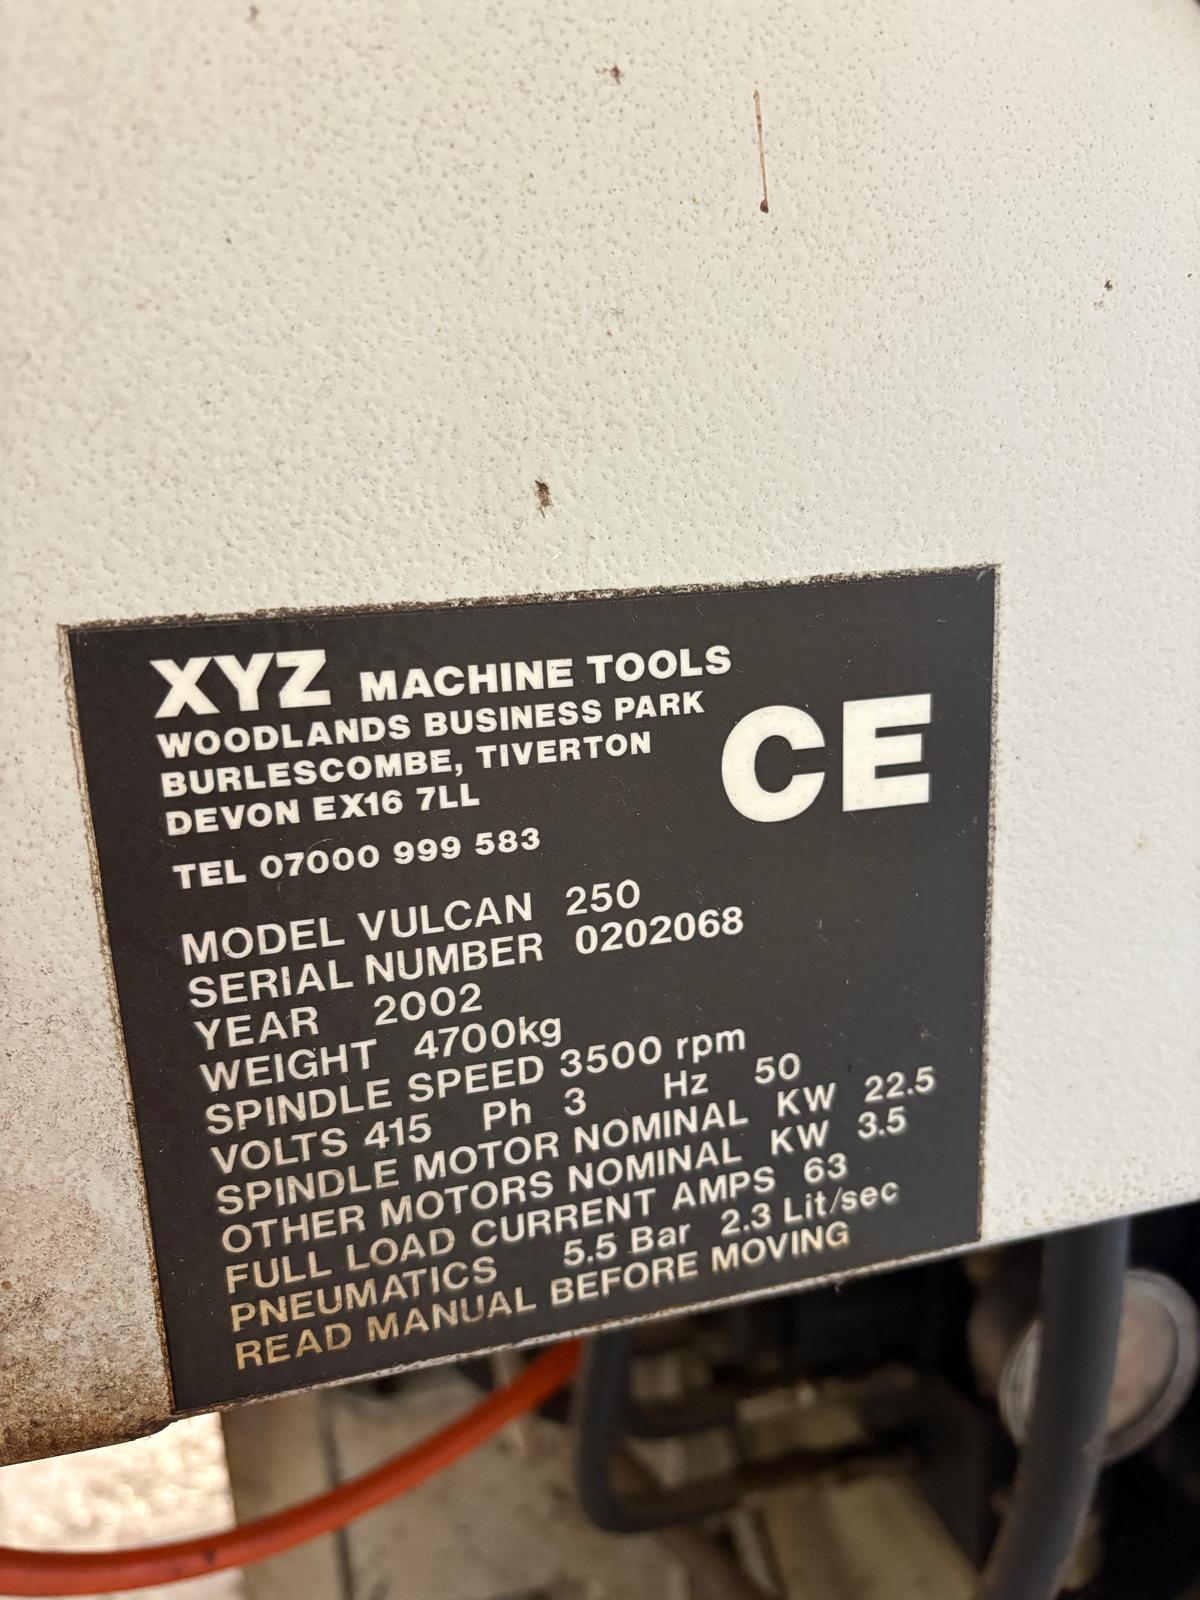 XYZ MACHINE TOOLS
WOODLANDS BUSINESS PARK
BURLESCOMBE, TIVERTON
DEVON EX16 7LL
CE
TEL 07000 999 583
MODEL VULCAN 250
SERIAL NUMBER 0202068
YEAR 2002
WEIGHT 4700kg
SPINDLE SPEED 3500 rpm
VOLTS 415 Ph 3 Hz 50
SPINDLE MOTOR NOMINAL KW 22.5
OTHER MOTORS NOMINAL KW 3.5
FULL LOAD CURRENT AMPS 63
PNEUMATICS 5.5 Bar 2.3 Lit/sec
READ MANUAL BEFORE MOVING